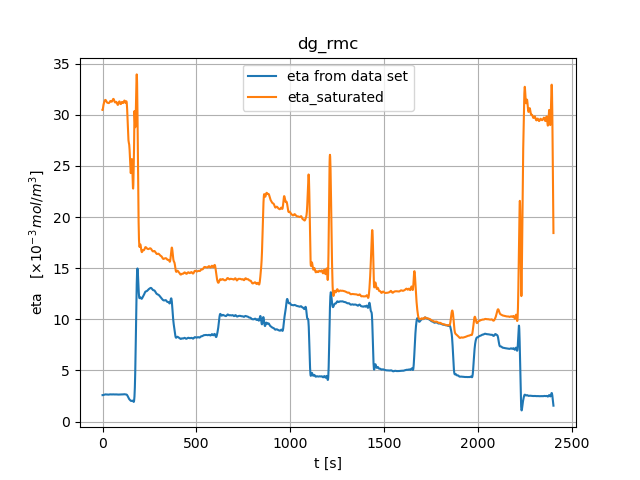 dg_rmc
eta from data set
eta_saturated
35
30
25
20
15
10
5
0
eta [×10⁻³ mol/m³]
0 500 1000 1500 2000 2500
t [s]